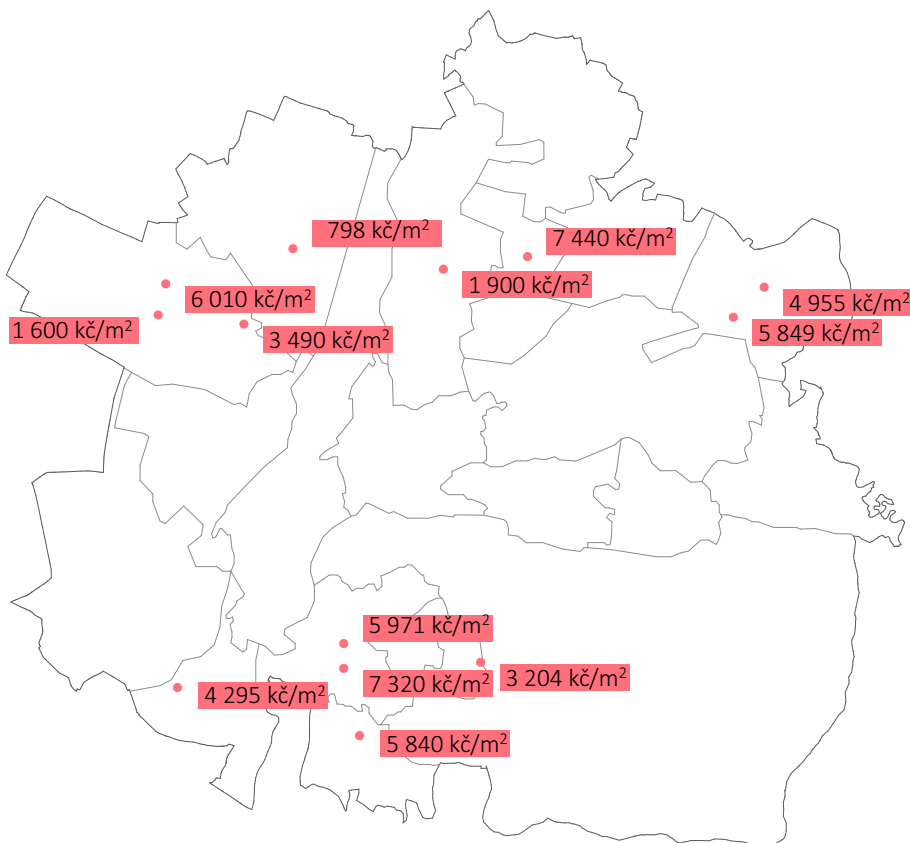 798 kč/m²
7 440 kč/m²
1 900 kč/m²
6 010 kč/m²
4 955 kč/m²
1 600 kč/m²
3 490 kč/m²
5 849 kč/m²
5 971 kč/m²
7 320 kč/m²
3 204 kč/m²
4 295 kč/m²
5 840 kč/m²